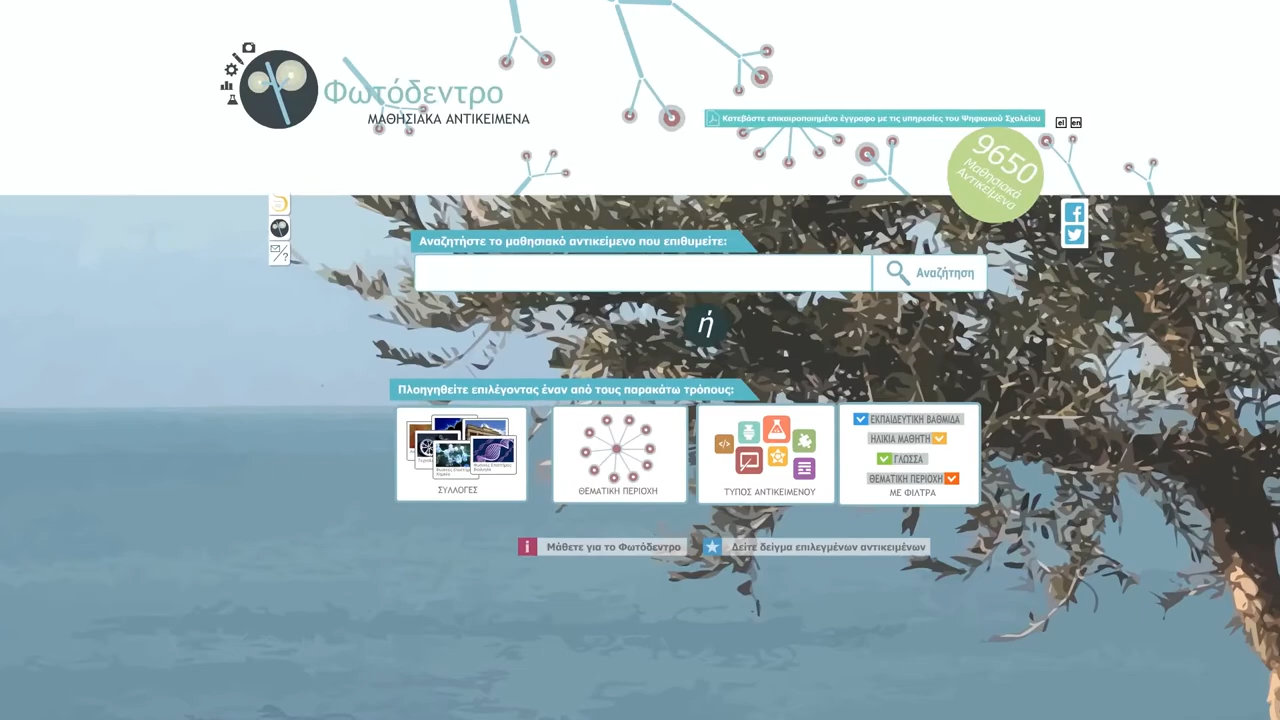 Φωτόδεντρο
ΜΑΘΗΣΙΑΚΑ ΑΝΤΙΚΕΙΜΕΝΑ
Κατεβάστε επικαιροποιημένο έγγραφο με τις υπηρεσίες του Ψηφιακού Σχολείου
el en
9650
Μαθησιακά
Αντικείμενα
Αναζητήστε το μαθησιακό αντικείμενο που επιθυμείτε:
Αναζήτηση
ή
Πλοηγηθείτε επιλέγοντας έναν από τους παρακάτω τρόπους:
ΣΥΛΛΟΓΕΣ
ΘΕΜΑΤΙΚΗ ΠΕΡΙΟΧΗ
ΤΥΠΟΣ ΑΝΤΙΚΕΙΜΕΝΟΥ
ΕΚΠΑΙΔΕΥΤΙΚΗ ΒΑΘΜΙΔΑ
ΗΛΙΚΙΑ ΜΑΘΗΤΗ
ΓΛΩΣΣΑ
ΘΕΜΑΤΙΚΗ ΠΕΡΙΟΧΗ
ΜΕ ΦΙΛΤΡΑ
Μάθετε για το Φωτόδεντρο
Δείτε δείγμα επιλεγμένων αντικειμένων